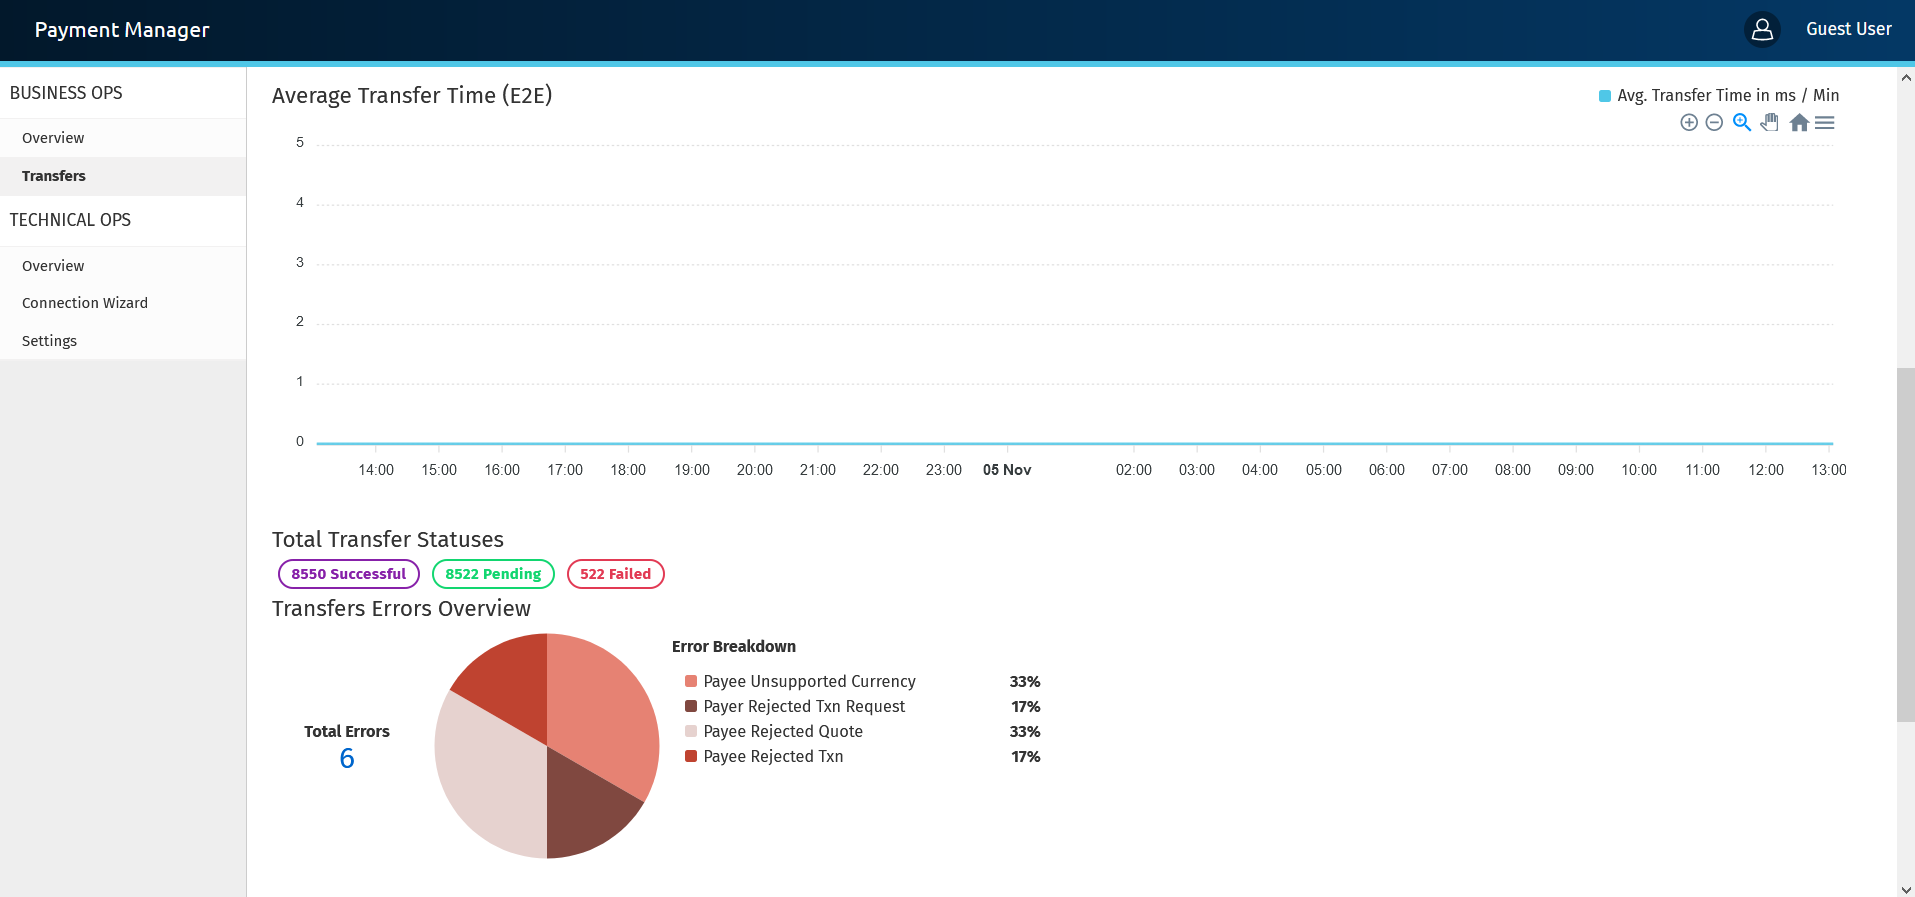 Payment Manager
Guest User
BUSINESS OPS
Overview
Transfers
TECHNICAL OPS
Overview
Connection Wizard
Settings
Average Transfer Time (E2E)
Avg. Transfer Time in ms / Min
5
4
3
2
1
0
14:00 15:00 16:00 17:00 18:00 19:00 20:00 21:00 22:00 23:00 05 Nov 02:00 03:00 04:00 05:00 06:00 07:00 08:00 09:00 10:00 11:00 12:00 13:00
Total Transfer Statuses
8550 Successful 8522 Pending 522 Failed
Transfers Errors Overview
Total Errors
6
Error Breakdown
Payee Unsupported Currency 33%
Payer Rejected Txn Request 17%
Payee Rejected Quote 33%
Payee Rejected Txn 17%